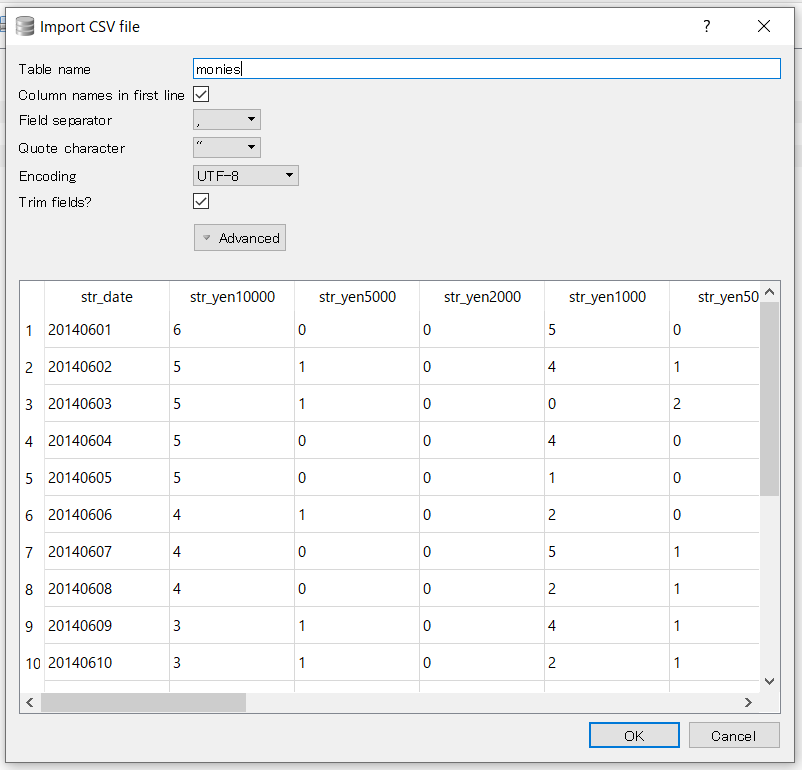 Import CSV file
Table name monies
Column names in first line
Field separator ,
Quote character "
Encoding UTF-8
Trim fields?
Advanced
str_date str_yen10000 str_yen5000 str_yen2000 str_yen1000 str_yen50
1 20140601 6 0 0 5 0
2 20140602 5 1 0 4 1
3 20140603 5 1 0 0 2
4 20140604 5 0 0 4 0
5 20140605 5 0 0 1 0
6 20140606 4 1 0 2 0
7 20140607 4 0 0 5 1
8 20140608 4 0 0 2 1
9 20140609 3 1 0 4 1
10 20140610 3 1 0 2 1
OK Cancel